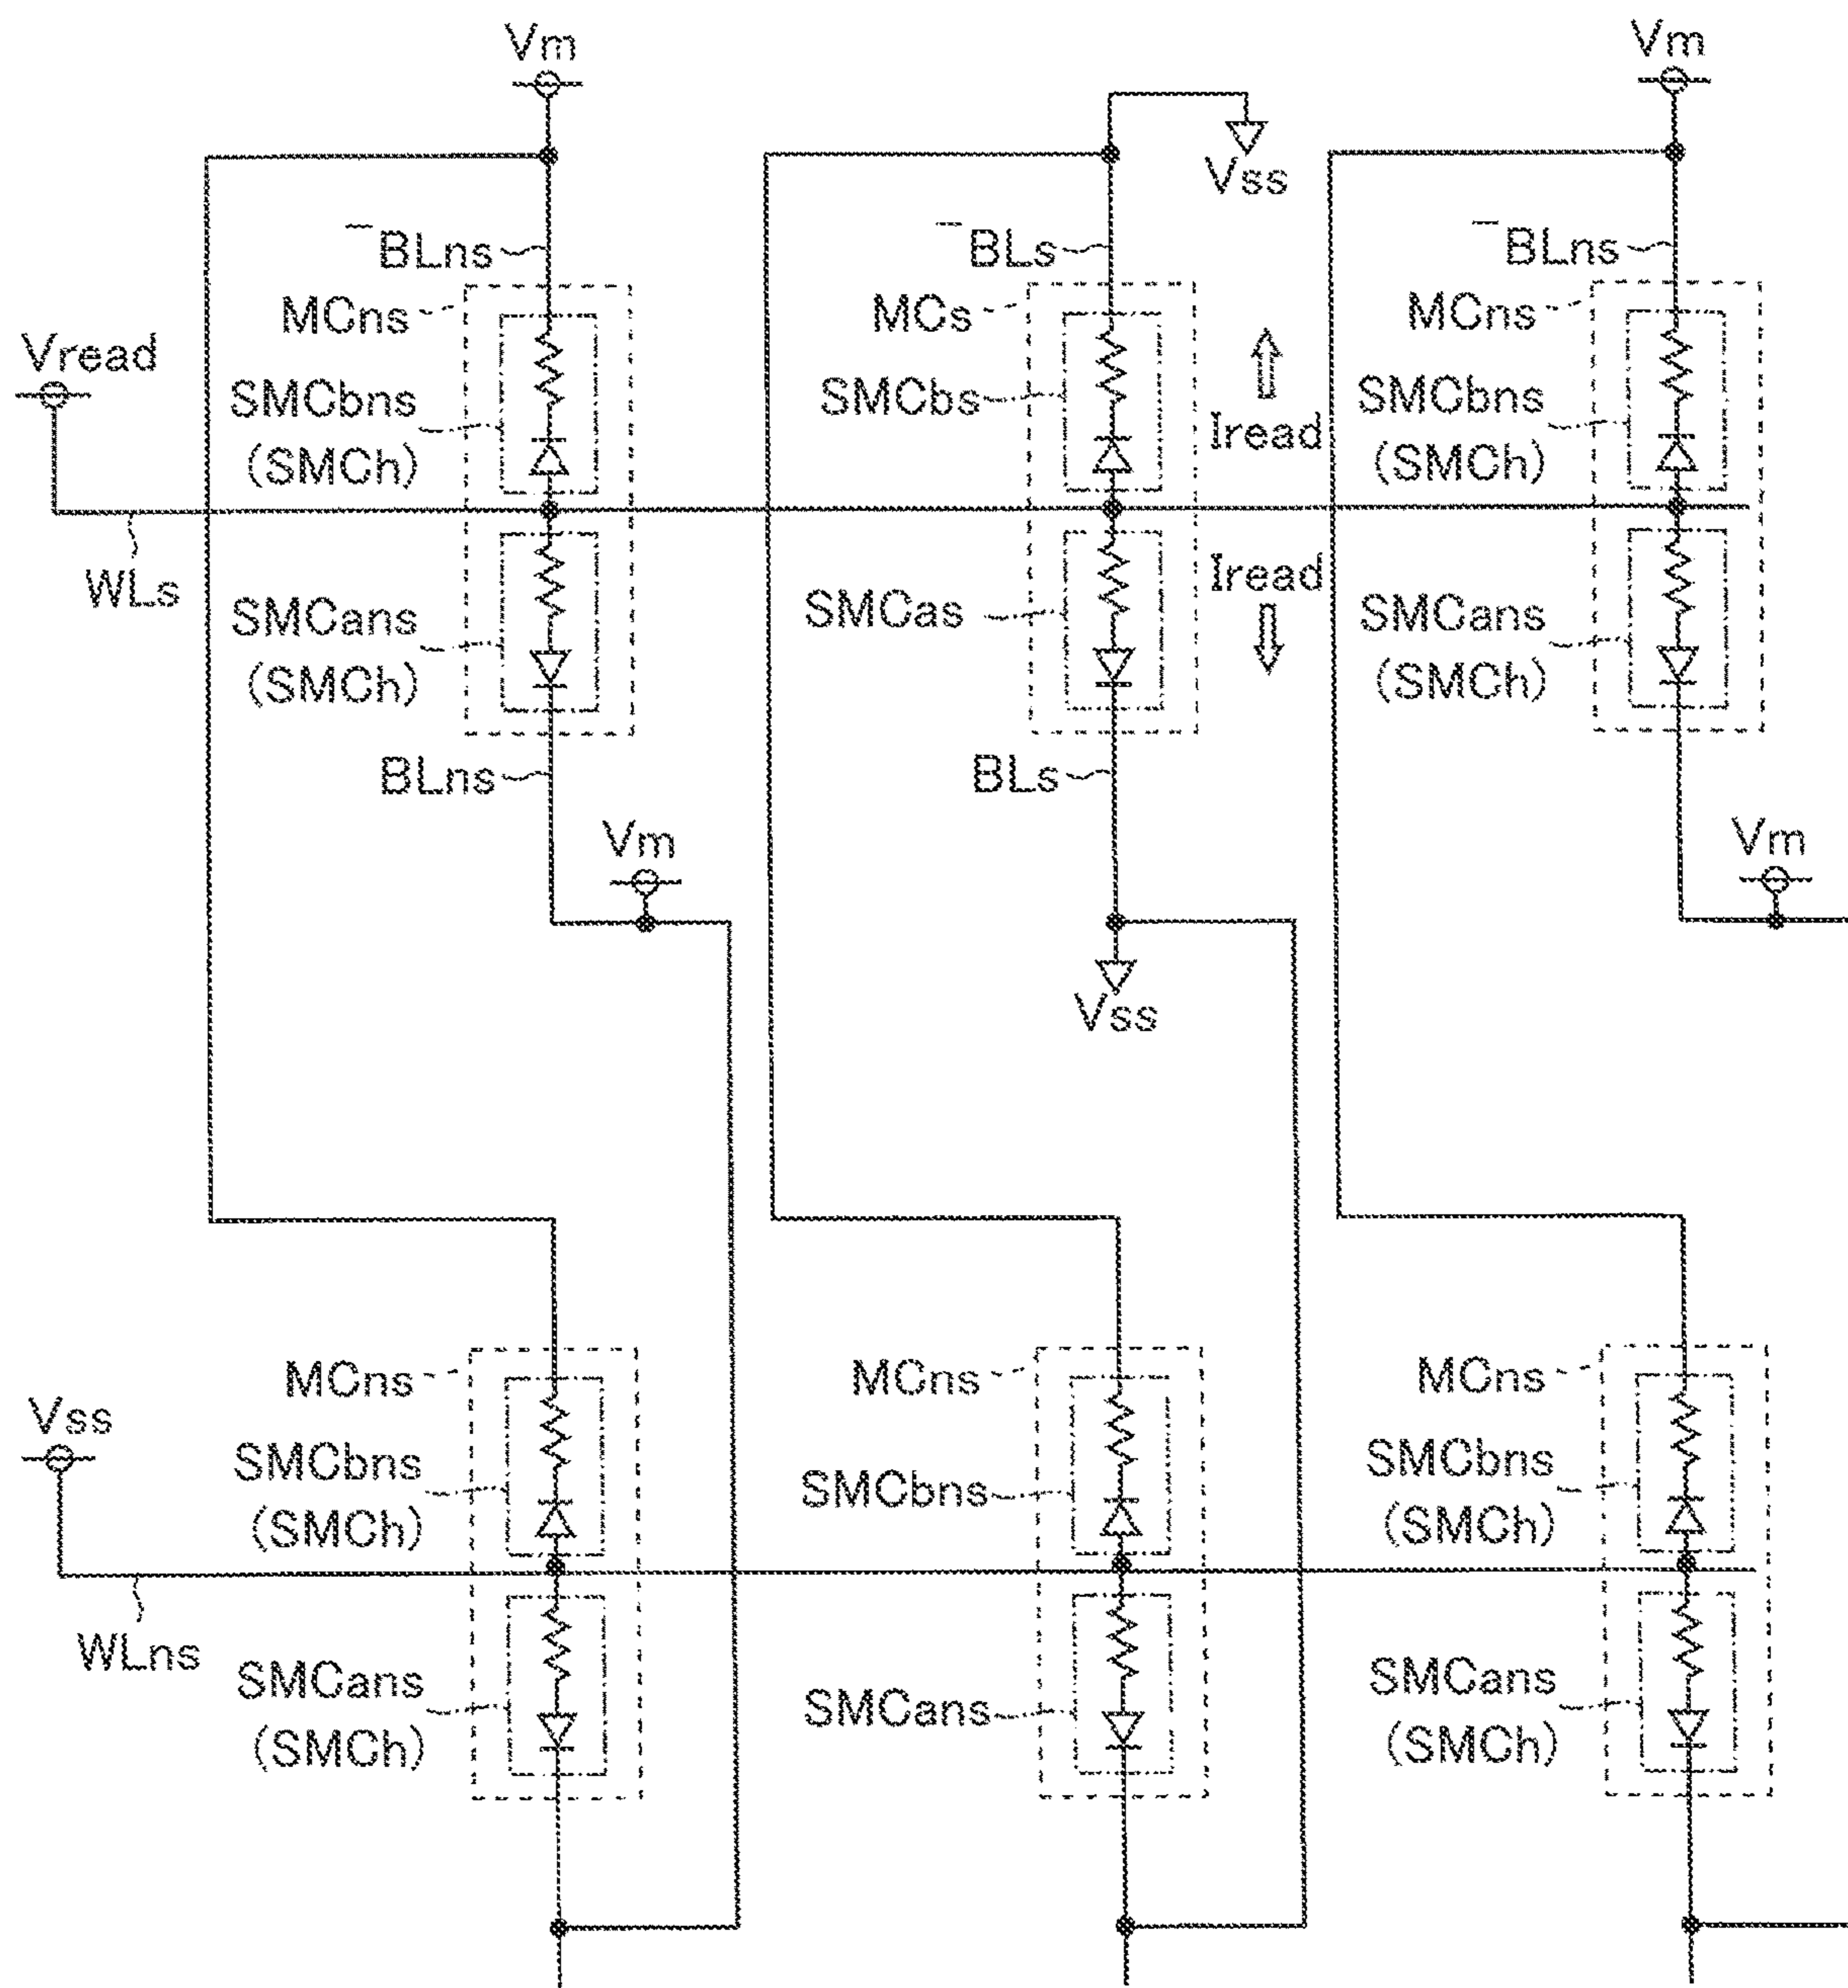 Vm
Vm
Vss
‾BLns
‾BLs
‾BLns
MCns
MCs
MCns
Vread
SMCbns
(SMCh)
SMCbs
Iread
SMCbns
(SMCh)
WLs
SMCans
(SMCh)
SMCas
Iread
SMCans
(SMCh)
BLns
BLs
Vm
Vm
Vss
MCns
MCns
MCns
Vss
SMCbns
(SMCh)
SMCbns
SMCbns
(SMCh)
WLns
SMCans
(SMCh)
SMCans
SMCans
(SMCh)